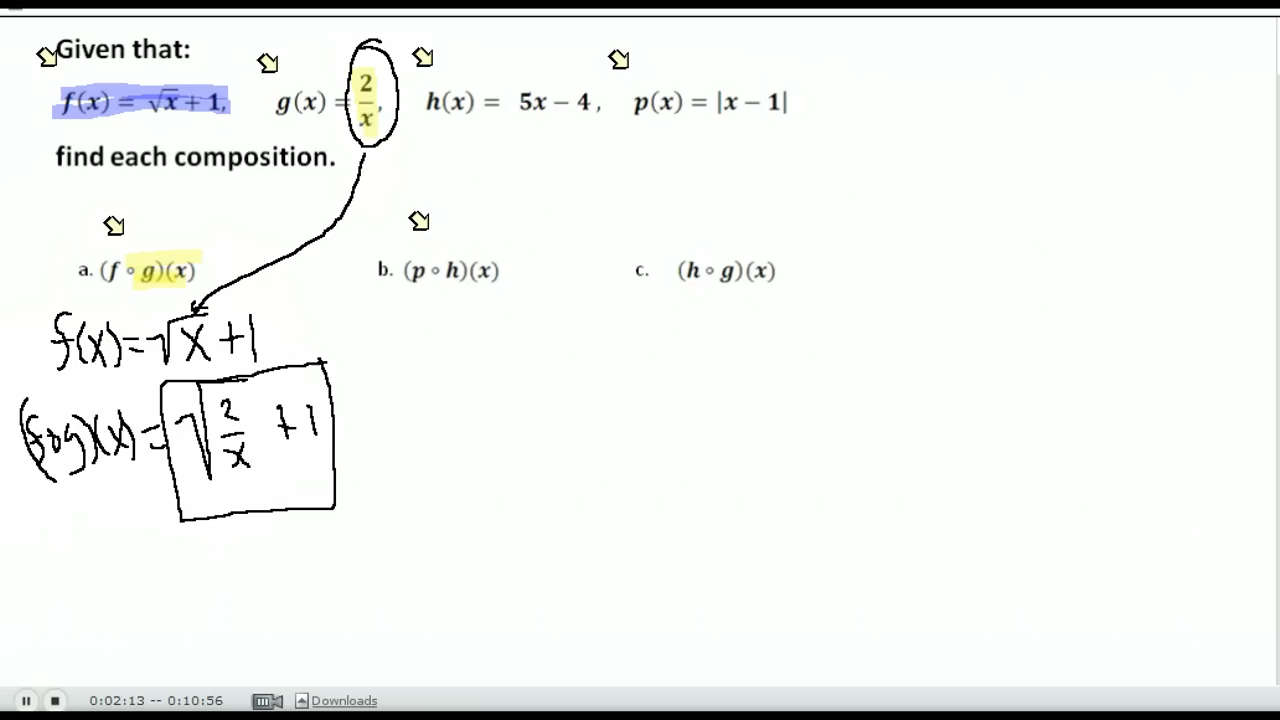 Given that:
f(x) = √x + 1, g(x) = 2/x, h(x) = 5x − 4, p(x) = |x − 1|
find each composition.
a. (f ∘ g)(x) b. (p ∘ h)(x) c. (h ∘ g)(x)
f(x) = √x + 1
(f∘g)(x) = √(2/x) + 1
0:02:13 -- 0:10:56 Downloads